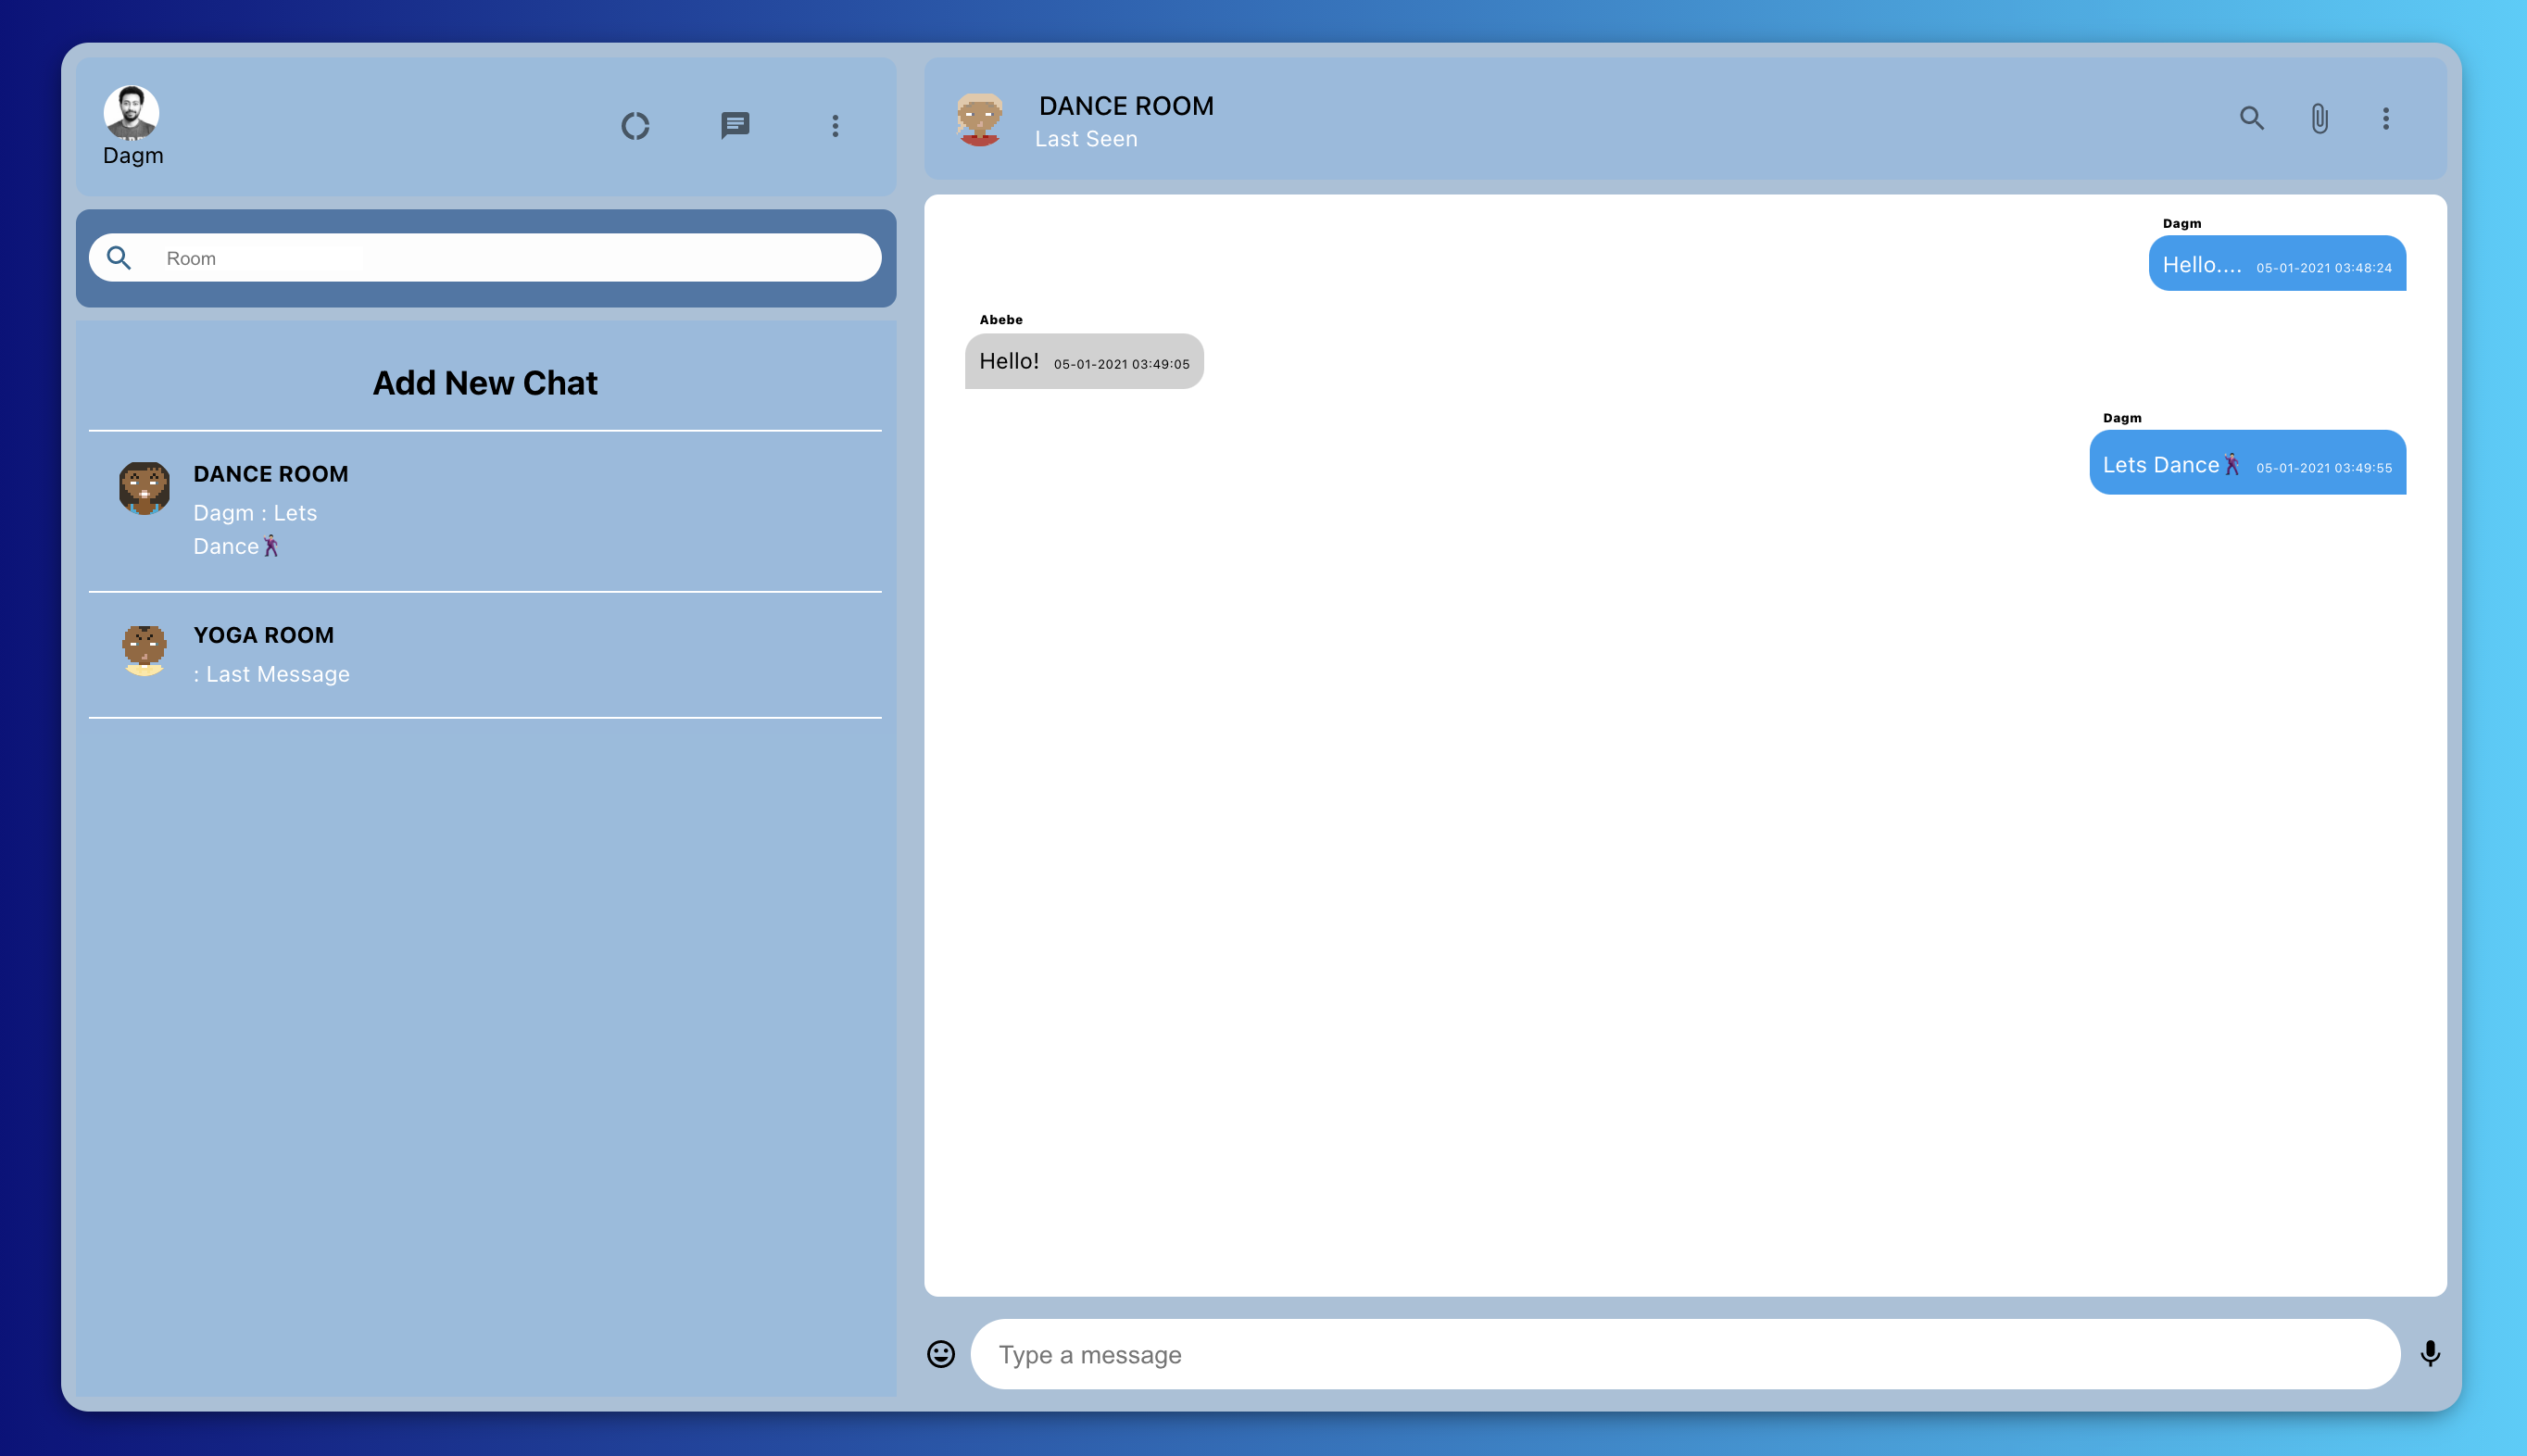 Dagm
Room
Add New Chat
DANCE ROOM
Dagm : Lets
Dance🕺
YOGA ROOM
: Last Message
DANCE ROOM
Last Seen
Dagm
Hello.... 05-01-2021 03:48:24
Abebe
Hello! 05-01-2021 03:49:05
Dagm
Lets Dance🕺 05-01-2021 03:49:55
Type a message